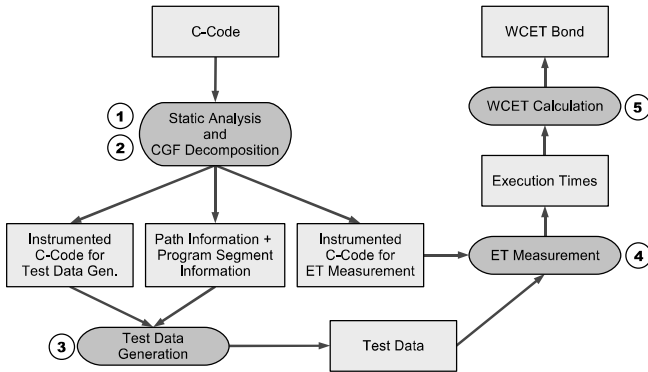 C-Code
WCET Bond
1
2
Static Analysis
and
CGF Decomposition
WCET Calculation
5
Execution Times
Instrumented
C-Code for
Test Data Gen.
Path Information +
Program Segment
Information
Instrumented
C-Code for
ET Measurement
ET Measurement
4
3
Test Data
Generation
Test Data